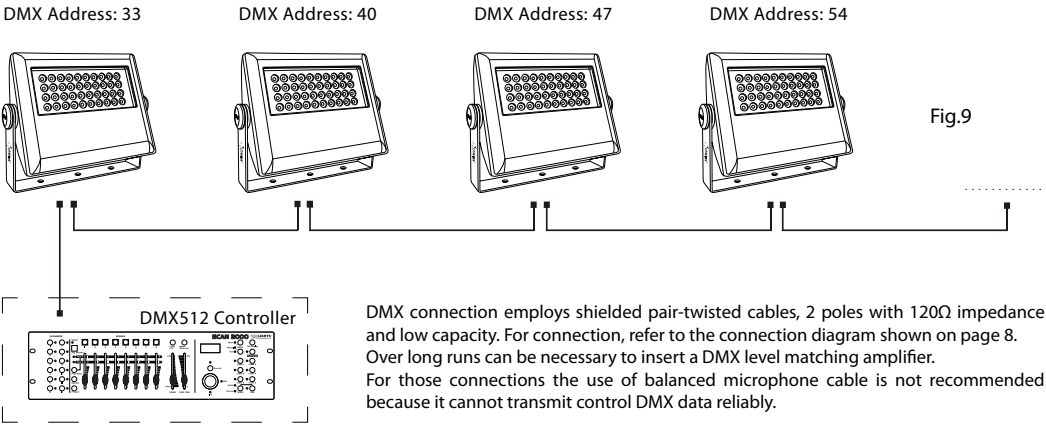 DMX Address: 33 DMX Address: 40 DMX Address: 47 DMX Address: 54
Fig.9
DMX512 Controller
SCAN 2000
DMX connection employs shielded pair-twisted cables, 2 poles with 120Ω impedance
and low capacity. For connection, refer to the connection diagram shown on page 8.
Over long runs can be necessary to insert a DMX level matching amplifier.
For those connections the use of balanced microphone cable is not recommended
because it cannot transmit control DMX data reliably.